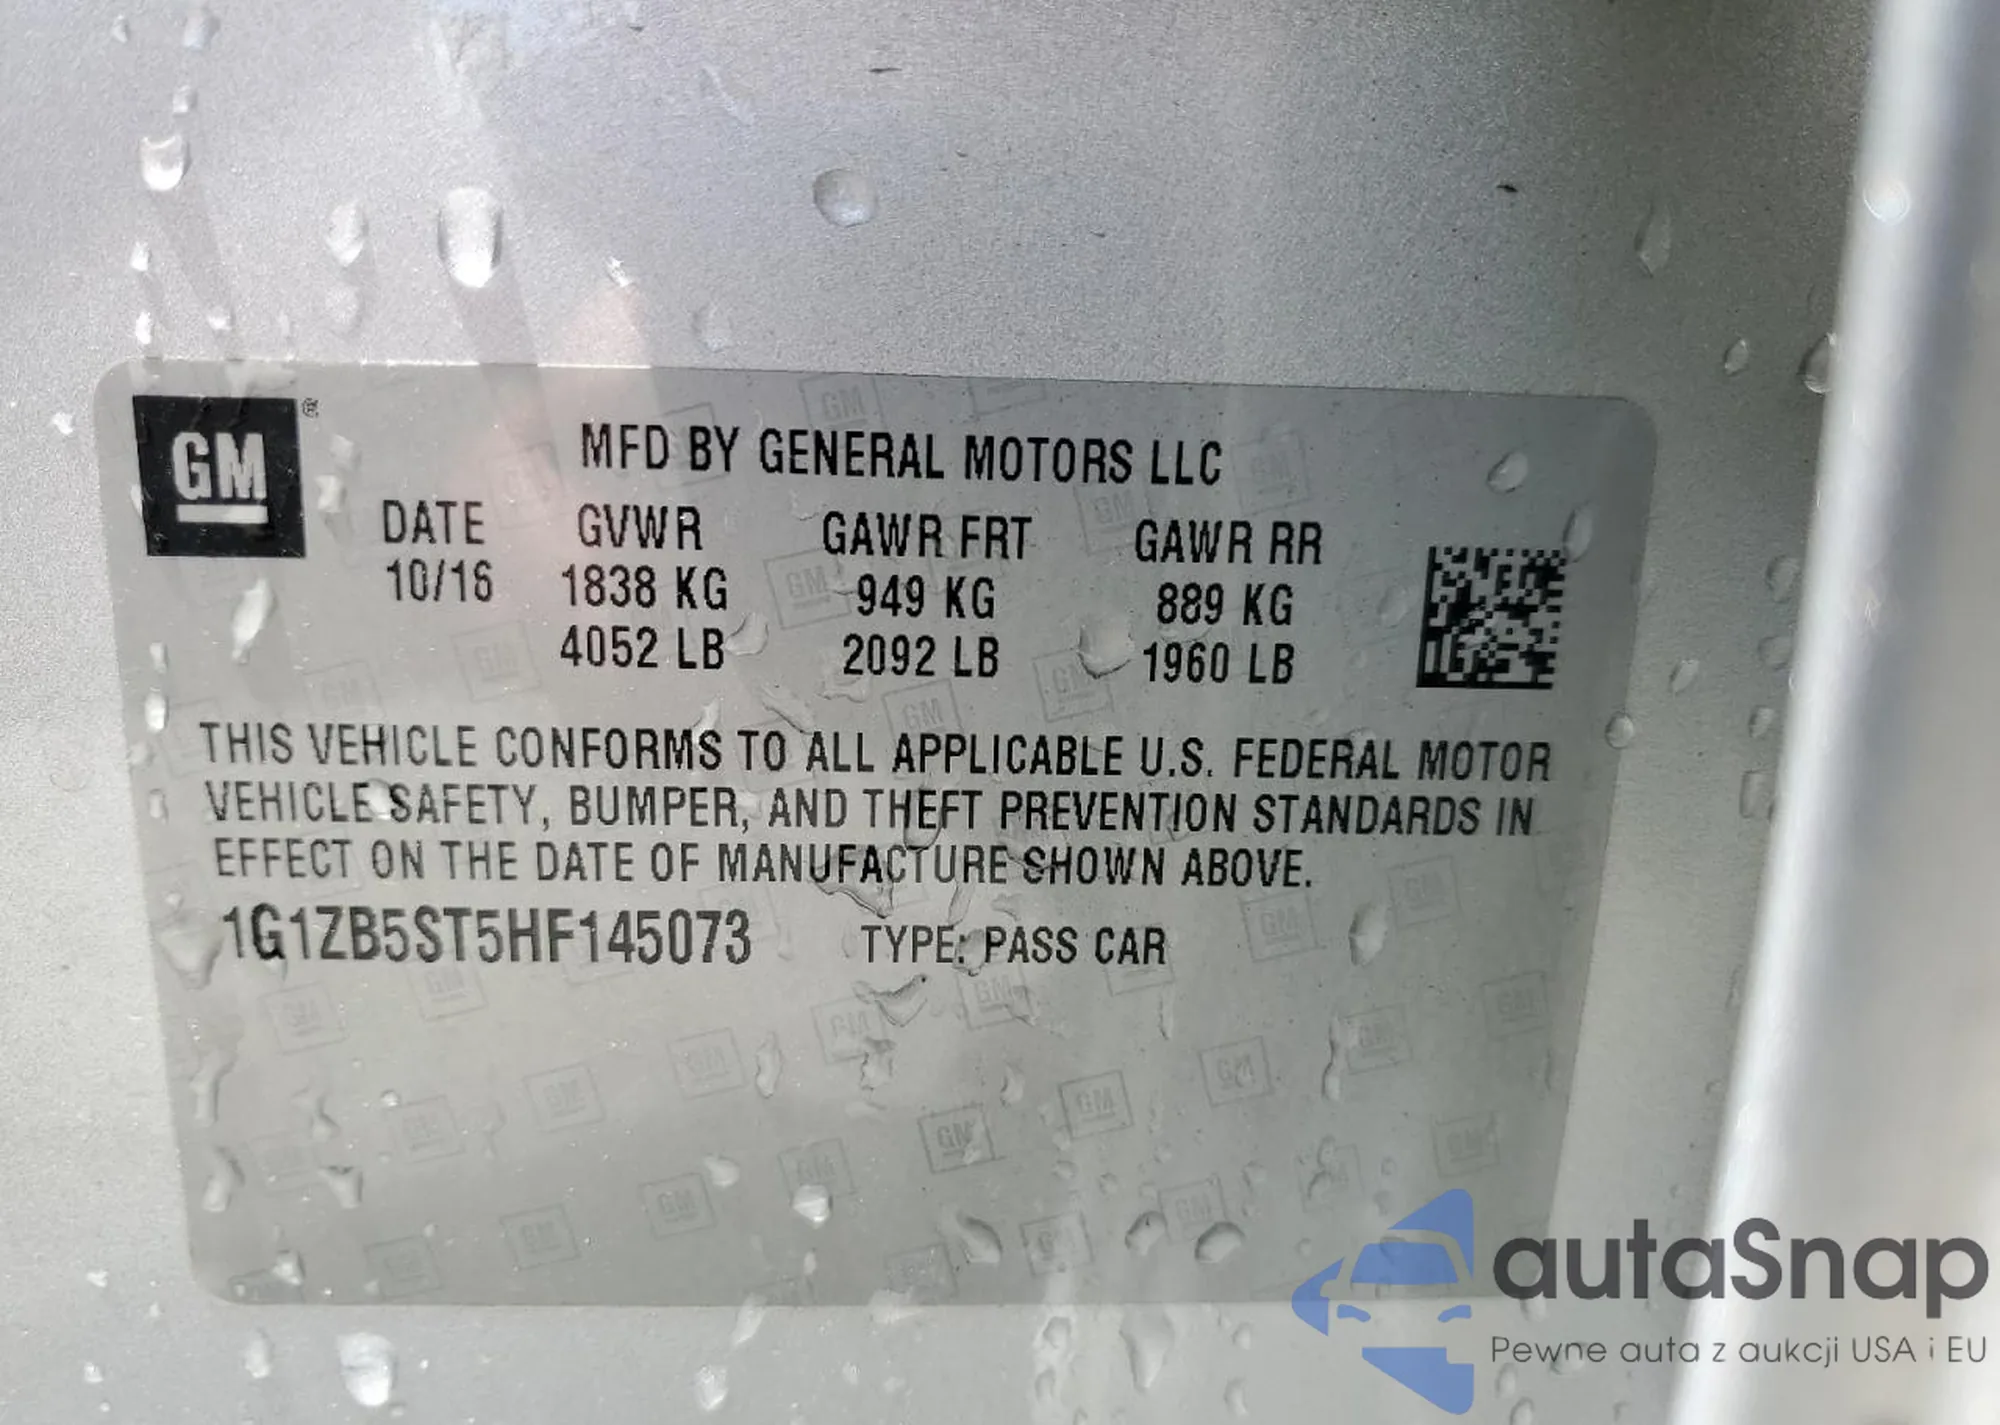 GM ®
MFD BY GENERAL MOTORS LLC
DATE GVWR GAWR FRT GAWR RR
10/16 1838 KG 949 KG 889 KG
4052 LB 2092 LB 1960 LB
THIS VEHICLE CONFORMS TO ALL APPLICABLE U.S. FEDERAL MOTOR
VEHICLE SAFETY, BUMPER, AND THEFT PREVENTION STANDARDS IN
EFFECT ON THE DATE OF MANUFACTURE SHOWN ABOVE.
1G1ZB5ST5HF145073 TYPE: PASS CAR
autaSnap
Pewne auta z aukcji USA i EU